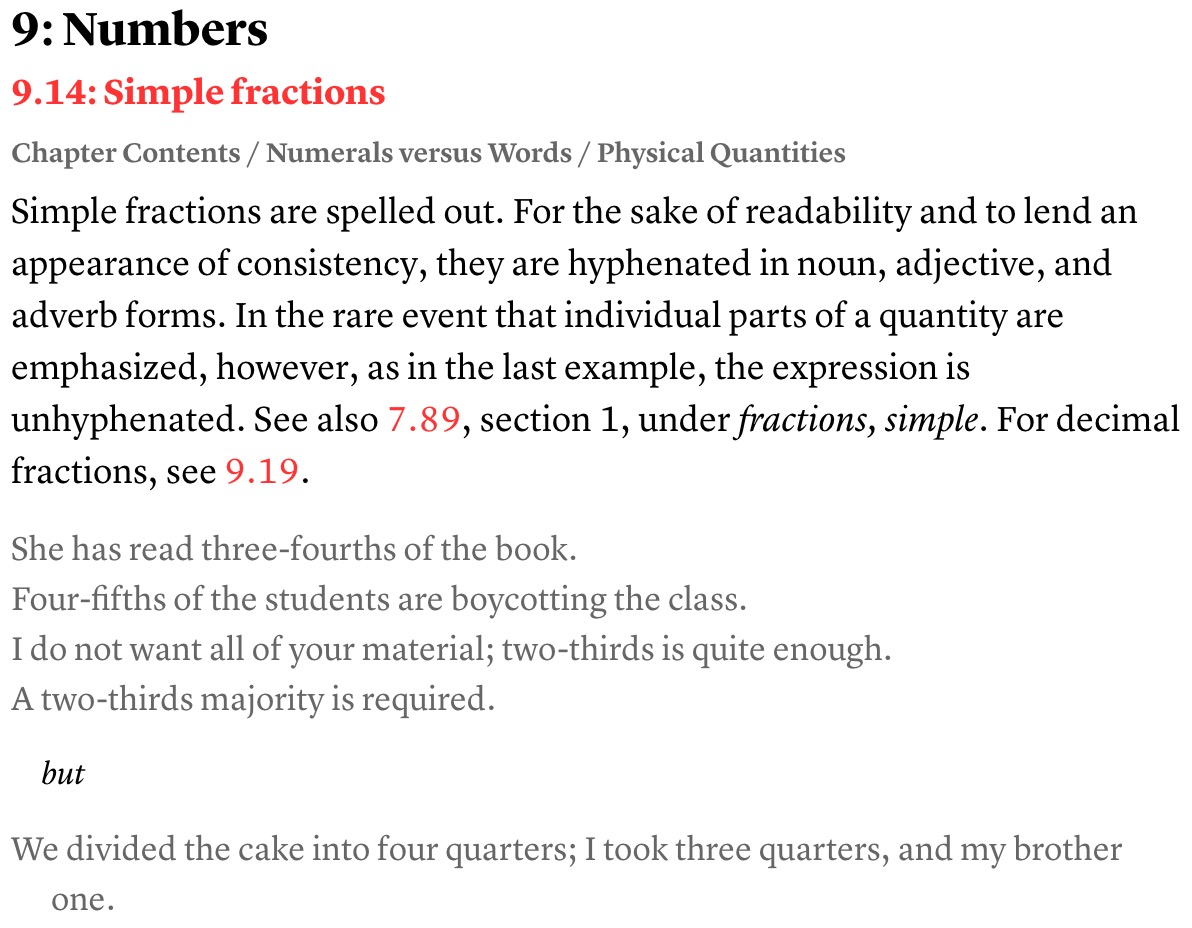 9: Numbers
9.14: Simple fractions
Chapter Contents / Numerals versus Words / Physical Quantities
Simple fractions are spelled out. For the sake of readability and to lend an
appearance of consistency, they are hyphenated in noun, adjective, and
adverb forms. In the rare event that individual parts of a quantity are
emphasized, however, as in the last example, the expression is
unhyphenated. See also 7.89, section 1, under fractions, simple. For decimal
fractions, see 9.19.
She has read three-fourths of the book.
Four-fifths of the students are boycotting the class.
I do not want all of your material; two-thirds is quite enough.
A two-thirds majority is required.
but
We divided the cake into four quarters; I took three quarters, and my brother
one.